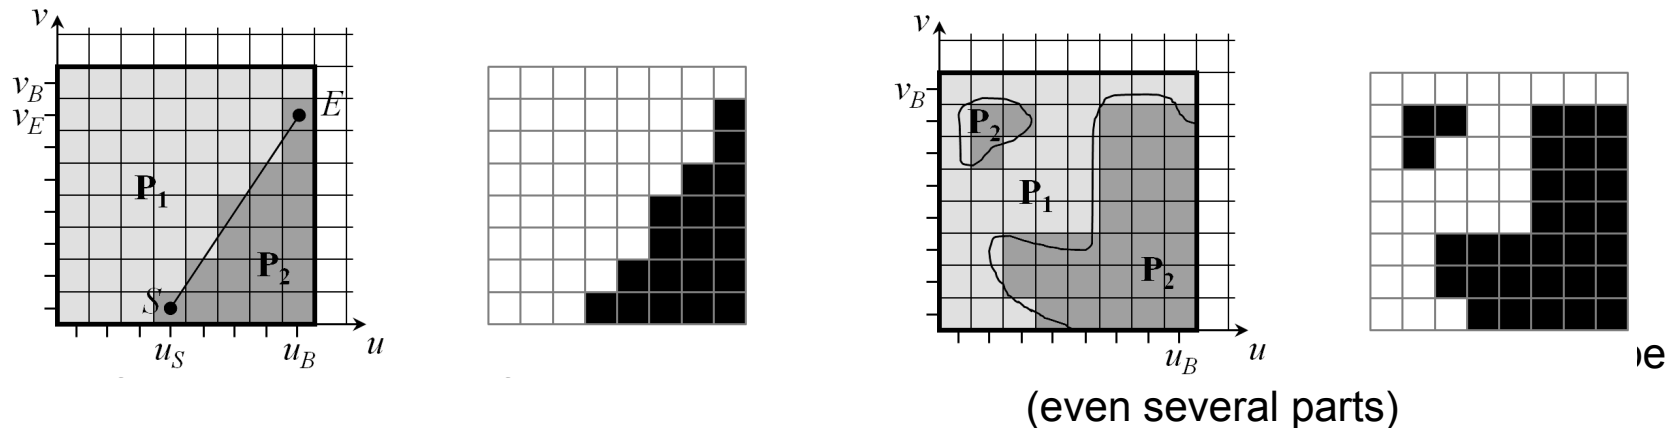 v
v_B
v_E
E
P_1
S
P_2
u_S
u_B
u
v
v_B
P_2
P_1
P_2
u_B
u
(even several parts)